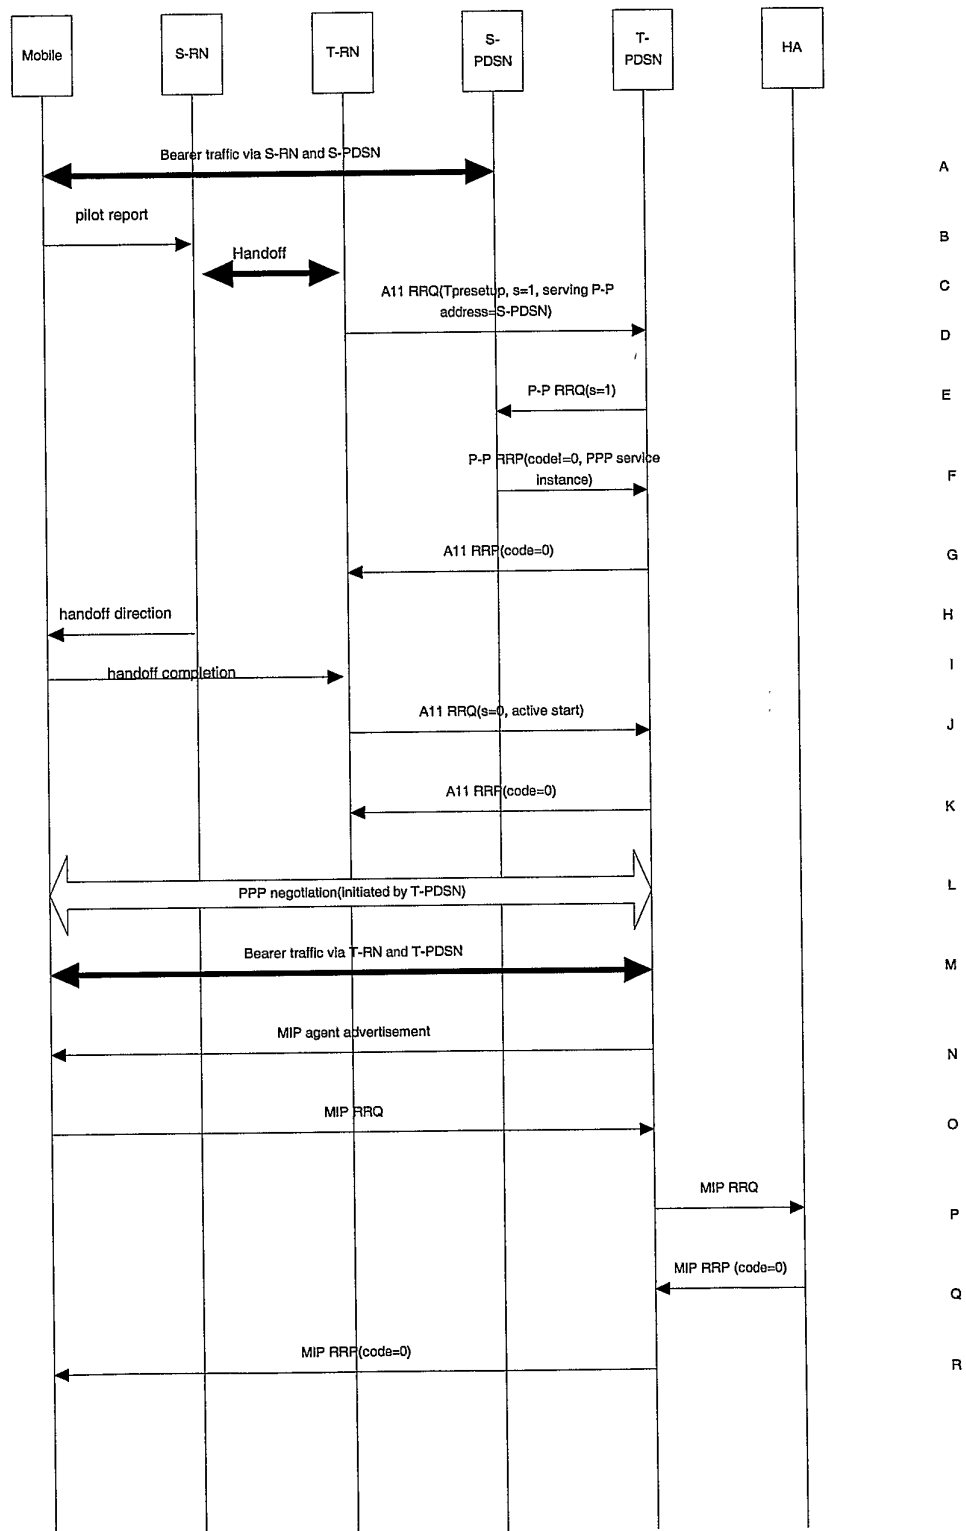 Mobile
S-RN
T-RN
S-
PDSN
T-
PDSN
HA
Bearer traffic via S-RN and S-PDSN
A
pilot report
B
Handoff
C
A11 RRQ(Tpresetup, s=1, serving P-P
address=S-PDSN)
D
P-P RRQ(s=1)
E
P-P RRP(code!=0, PPP service
instance)
F
A11 RRP(code=0)
G
handoff direction
H
handoff completion
I
A11 RRQ(s=0, active start)
J
A11 RRP(code=0)
K
PPP negotiation(initiated by T-PDSN)
L
Bearer traffic via T-RN and T-PDSN
M
MIP agent advertisement
N
MIP RRQ
O
MIP RRQ
P
MIP RRP (code=0)
Q
MIP RRP(code=0)
R